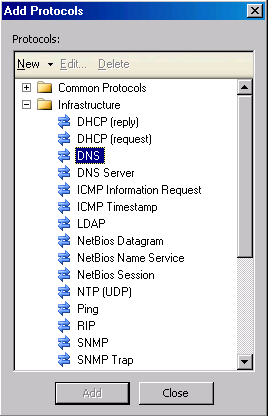 Add Protocols
Protocols:
New Edit... Delete
Common Protocols
Infrastructure
DHCP (reply)
DHCP (request)
DNS
DNS Server
ICMP Information Request
ICMP Timestamp
LDAP
NetBios Datagram
NetBios Name Service
NetBios Session
NTP (UDP)
Ping
RIP
SNMP
SNMP Trap
Add Close